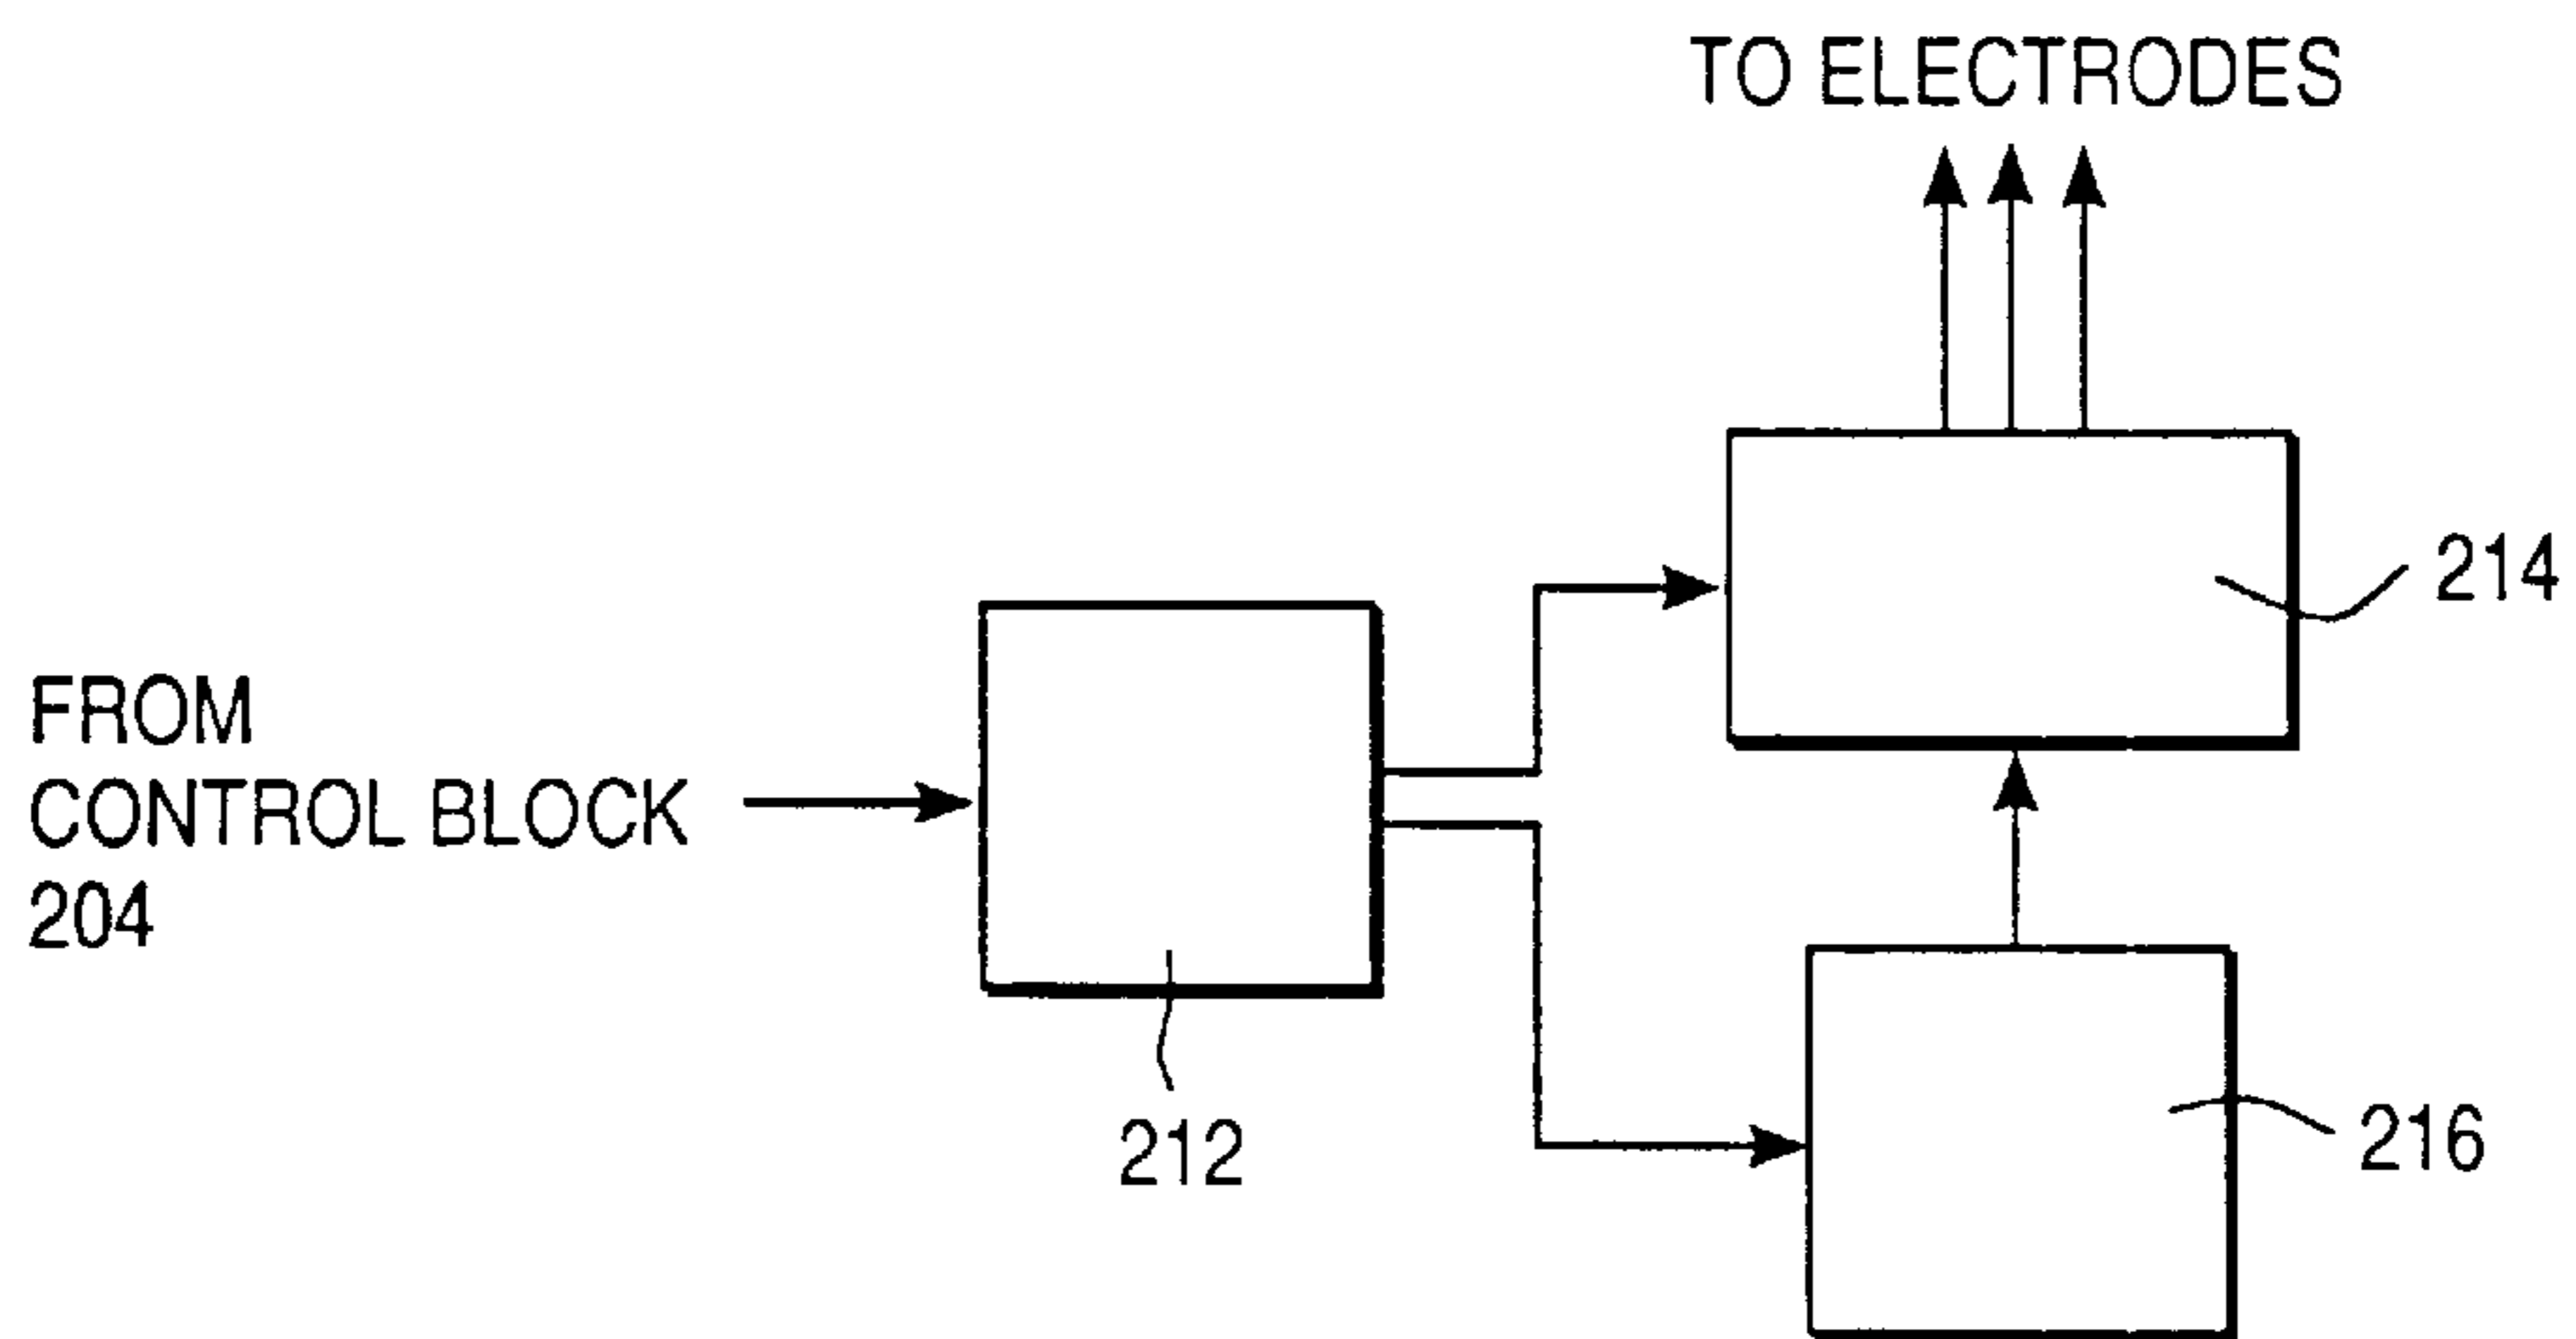 TO ELECTRODES
214
FROM
CONTROL BLOCK
204
212
216